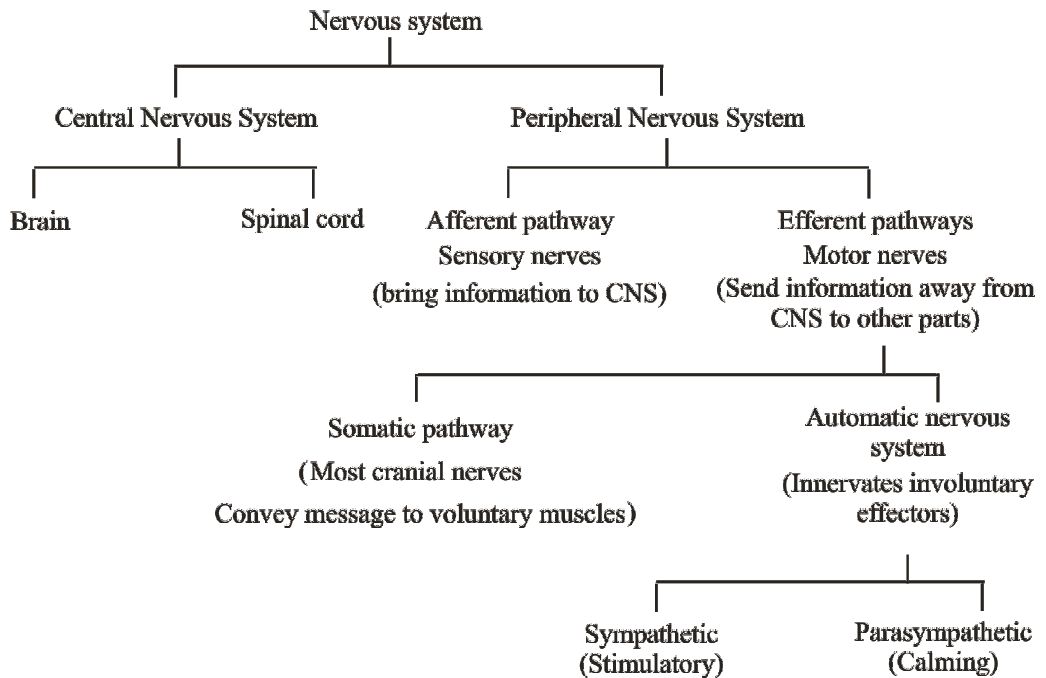 Nervous system
Central Nervous System
Peripheral Nervous System
Brain
Spinal cord
Afferent pathway
Sensory nerves
(bring information to CNS)
Efferent pathways
Motor nerves
(Send information away from
CNS to other parts)
Somatic pathway
(Most cranial nerves
Convey message to voluntary muscles)
Automatic nervous
system
(Innervates involuntary
effectors)
Sympathetic
(Stimulatory)
Parasympathetic
(Calming)